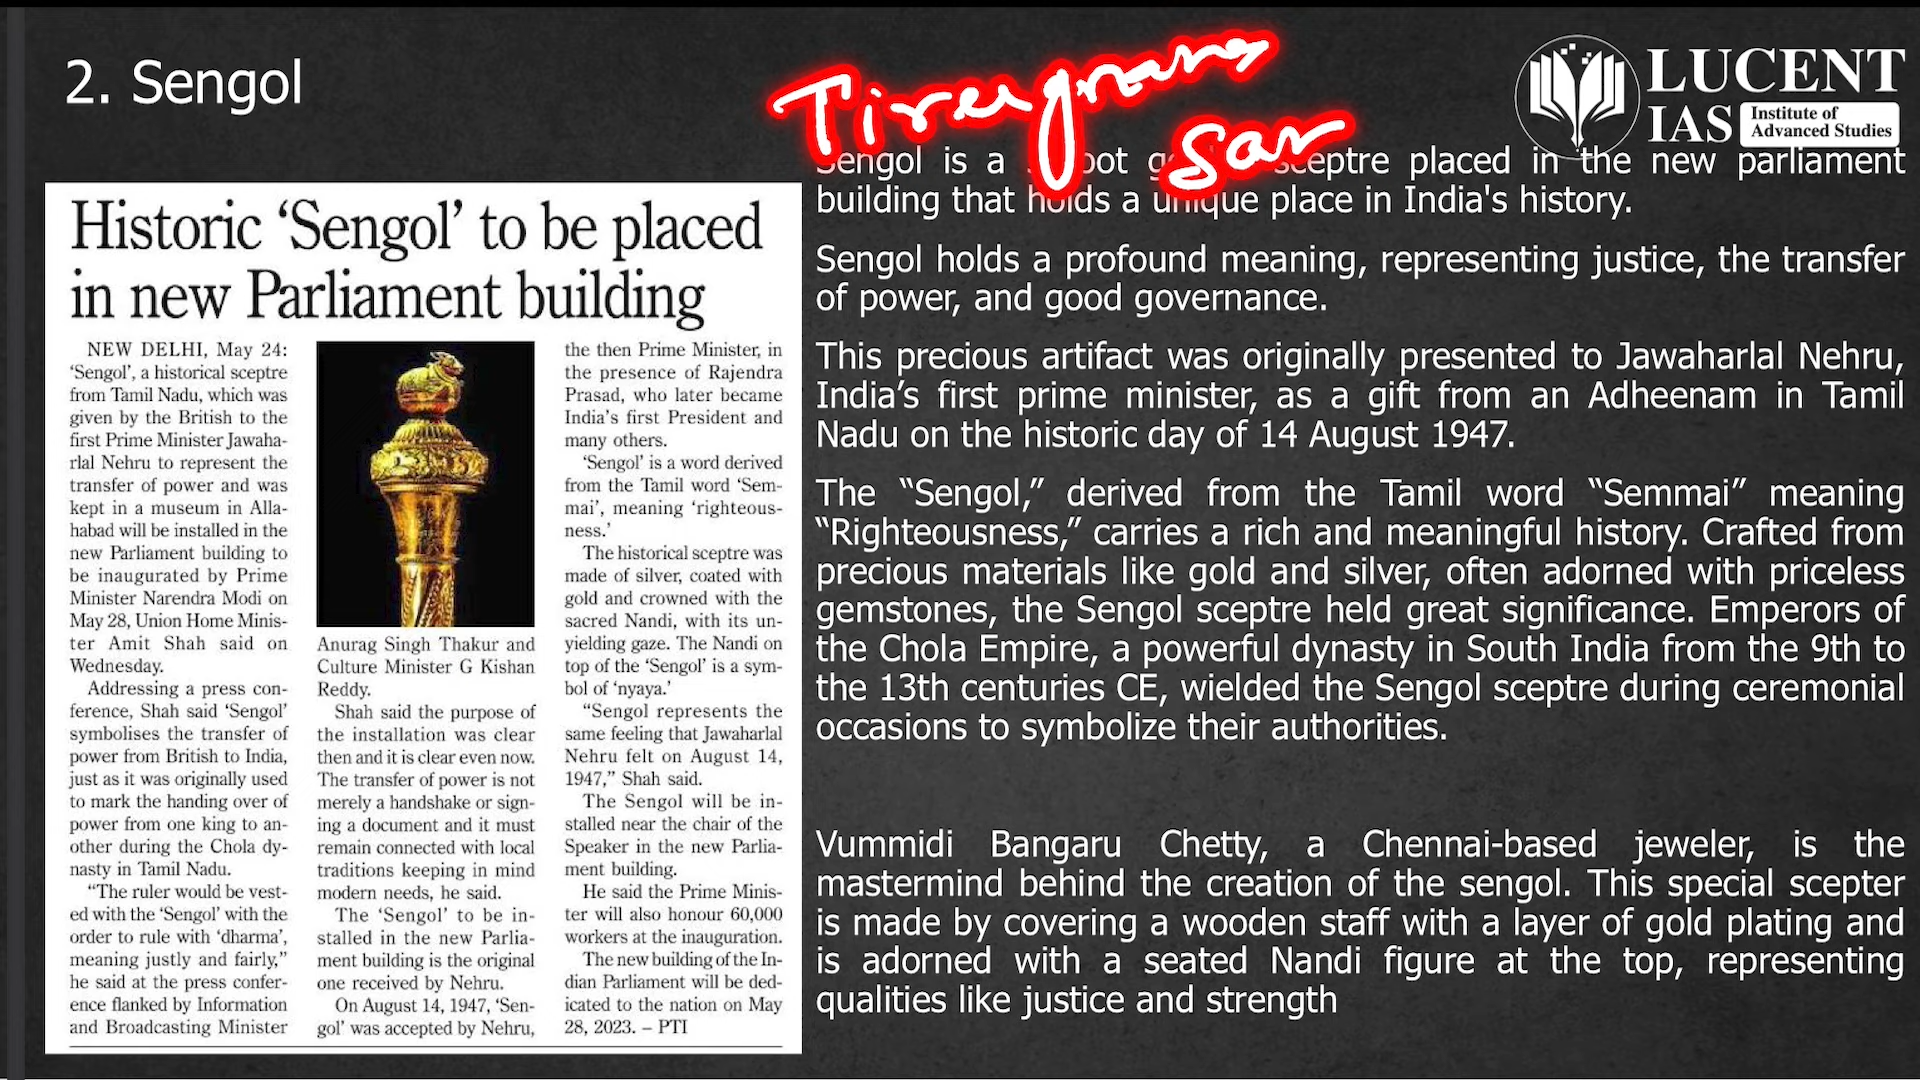 2. Sengol
LUCENT
IAS
Institute of
Advanced Studies
Historic ‘Sengol’ to be placed
in new Parliament building
NEW DELHI, May 24:
‘Sengol’, a historical sceptre
from Tamil Nadu, which was
given by the British to the
first Prime Minister Jawaha-
rlal Nehru to represent the
transfer of power and was
kept in a museum in Alla-
habad will be installed in the
new Parliament building to
be inaugurated by Prime
Minister Narendra Modi on
May 28, Union Home Minis-
ter Amit Shah said on
Wednesday.
Addressing a press con-
ference, Shah said ‘Sengol’
symbolises the transfer of
power from British to India,
just as it was originally used
to mark the handing over of
power from one king to an-
other during the Chola dy-
nasty in Tamil Nadu.
“The ruler would be vest-
ed with the ‘Sengol’ with the
order to rule with ‘dharma’,
meaning justly and fairly,”
he said at the press confer-
ence flanked by Information
and Broadcasting Minister
Anurag Singh Thakur and
Culture Minister G Kishan
Reddy.
Shah said the purpose of
the installation was clear
then and it is clear even now.
The transfer of power is not
merely a handshake or sign-
ing a document and it must
remain connected with local
traditions keeping in mind
modern needs, he said.
The ‘Sengol’ to be in-
stalled in the new Parlia-
ment building is the original
one received by Nehru.
On August 14, 1947, ‘Sen-
gol’ was accepted by Nehru,
the then Prime Minister, in
the presence of Rajendra
Prasad, who later became
India’s first President and
many others.
‘Sengol’ is a word derived
from the Tamil word ‘Sem-
mai’, meaning ‘righteous-
ness.’
The historical sceptre was
made of silver, coated with
gold and crowned with the
sacred Nandi, with its un-
yielding gaze. The Nandi on
top of the ‘Sengol’ is a sym-
bol of ‘nyaya.’
“Sengol represents the
same feeling that Jawaharlal
Nehru felt on August 14,
1947,” Shah said.
The Sengol will be in-
stalled near the chair of the
Speaker in the new Parlia-
ment building.
He said the Prime Minis-
ter will also honour 60,000
workers at the inauguration.
The new building of the In-
dian Parliament will be ded-
icated to the nation on May
28, 2023. – PTI
sar
Sengol is a sceptre placed in the new parliament
building that holds a unique place in India's history.
Sengol holds a profound meaning, representing justice, the transfer
of power, and good governance.
This precious artifact was originally presented to Jawaharlal Nehru,
India’s first prime minister, as a gift from an Adheenam in Tamil
Nadu on the historic day of 14 August 1947.
The “Sengol,” derived from the Tamil word “Semmai” meaning
“Righteousness,” carries a rich and meaningful history. Crafted from
precious materials like gold and silver, often adorned with priceless
gemstones, the Sengol sceptre held great significance. Emperors of
the Chola Empire, a powerful dynasty in South India from the 9th to
the 13th centuries CE, wielded the Sengol sceptre during ceremonial
occasions to symbolize their authorities.
Vummidi Bangaru Chetty, a Chennai-based jeweler, is the
mastermind behind the creation of the sengol. This special scepter
is made by covering a wooden staff with a layer of gold plating and
is adorned with a seated Nandi figure at the top, representing
qualities like justice and strength